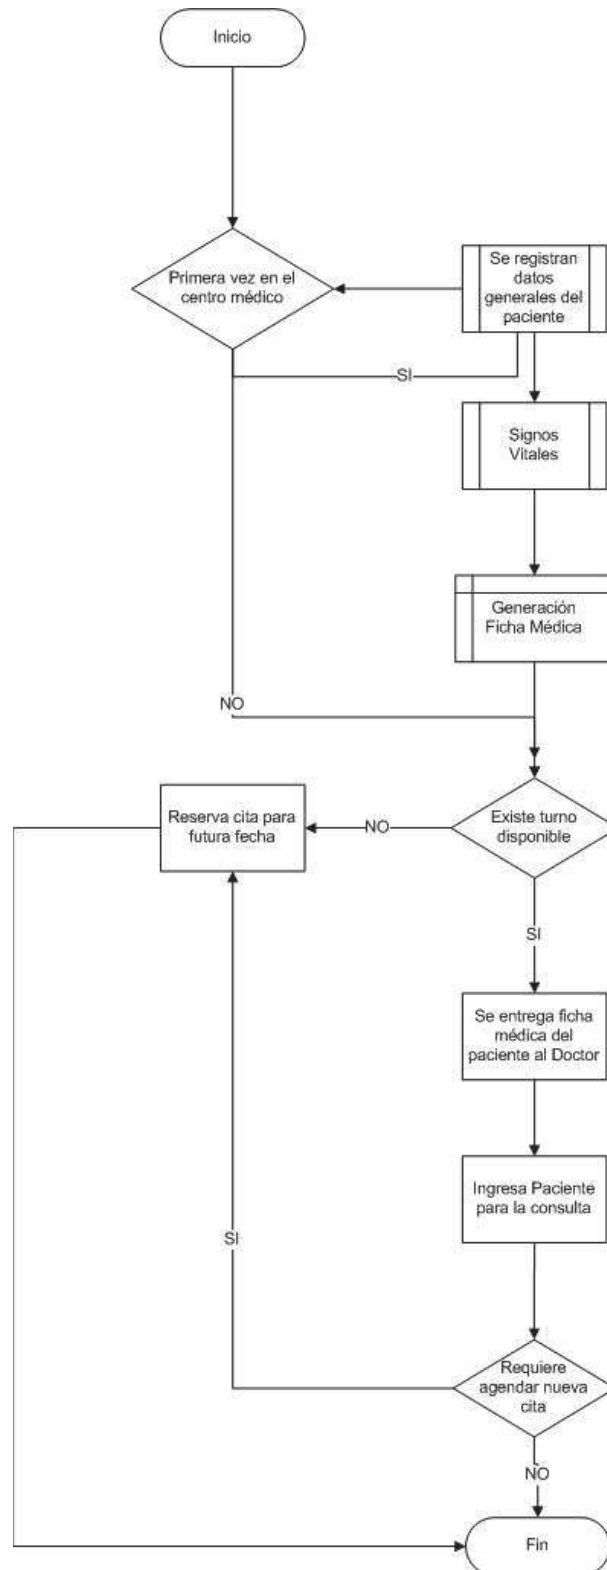 Inicio
Primera vez en el
centro médico
Se registran
datos
generales del
paciente
SI
Signos
Vitales
Generación
Ficha Médica
NO
Reserva cita para
futura fecha
NO
Existe turno
disponible
SI
Se entrega ficha
médica del
paciente al Doctor
Ingresa Paciente
para la consulta
SI
Requiere
agendar nueva
cita
NO
Fin